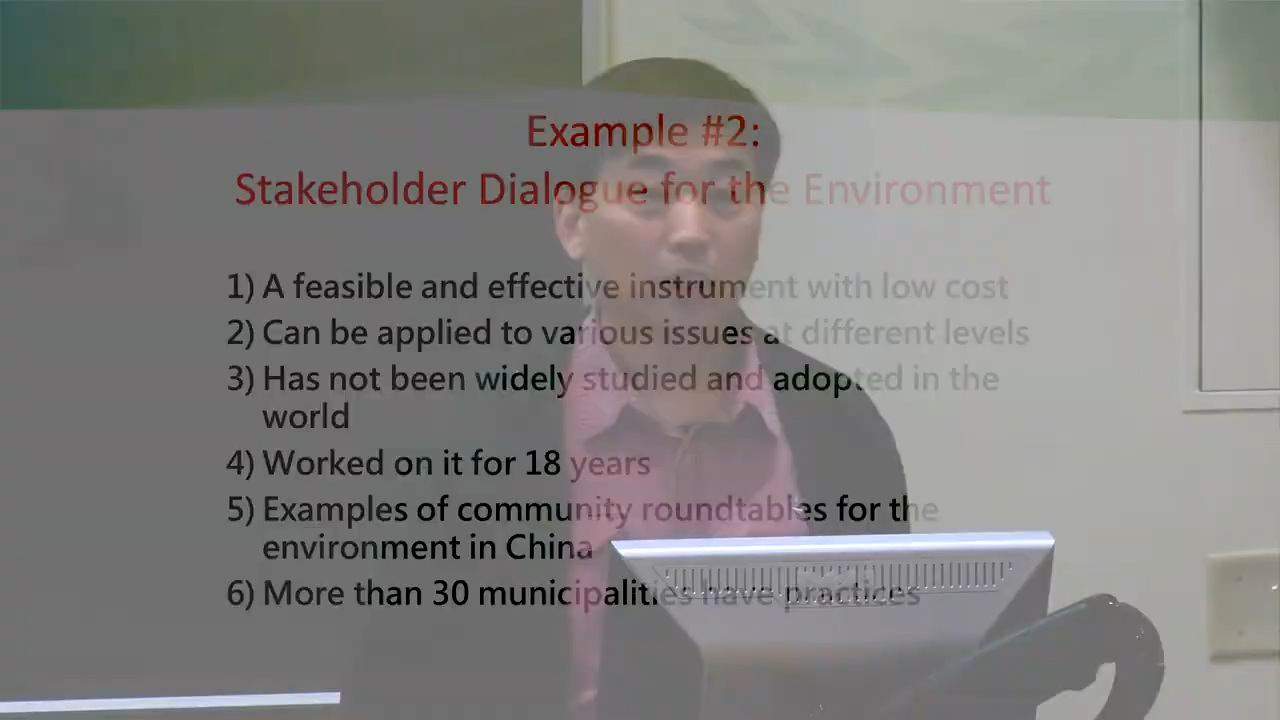 Example #2:
Stakeholder Dialogue for the Environment
1) A feasible and effective instrument with low cost
2) Can be applied to various issues at different levels
3) Has not been widely studied and adopted in the
world
4) Worked on it for 18 years
5) Examples of community roundtables for the
environment in China
6) More than 30 municipalities have practices